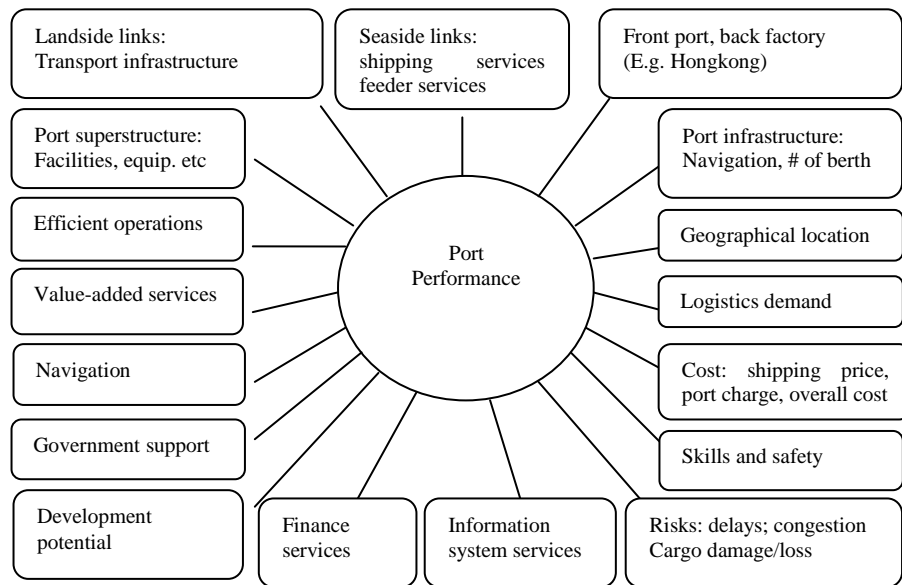 Landside links:
Transport infrastructure
Seaside links:
shipping services
feeder services
Front port, back factory
(E.g. Hongkong)
Port superstructure:
Facilities, equip. etc
Port infrastructure:
Navigation, # of berth
Efficient operations
Port
Performance
Geographical location
Value-added services
Logistics demand
Navigation
Cost: shipping price,
port charge, overall cost
Government support
Skills and safety
Development
potential
Finance
services
Information
system services
Risks: delays; congestion
Cargo damage/loss